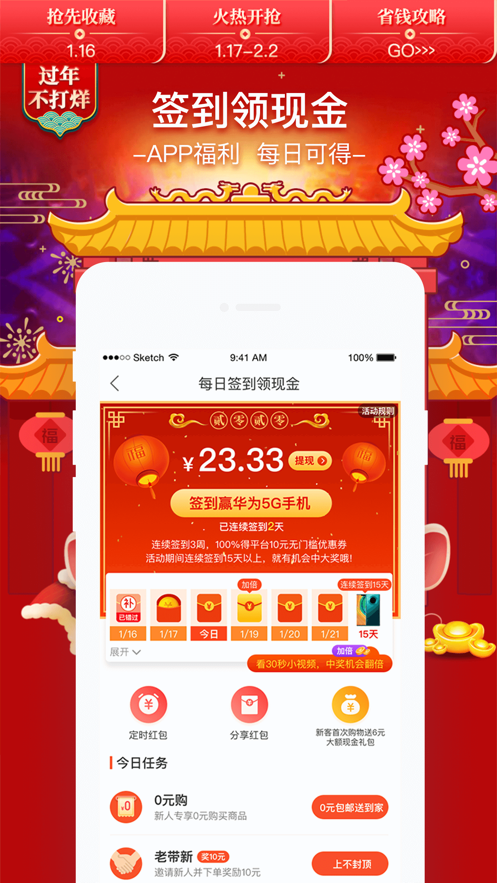 抢先收藏
1.16
火热开抢
1.17-2.2
省钱攻略
GO>>>
过年
不打烊
签到领现金
–APP福利 每日可得–
Sketch
9:41 AM
100%
每日签到领现金
活动规则
贰零贰零
福
福
福
¥23.33
提现
签到赢华为5G手机
已连续签到2天
连续签到3周，100%得平台10元无门槛优惠券
活动期间连续签到15天以上，就有机会中大奖哦！
加倍
连续签到15天
补
已错过
1/16
1/17
今日
1/19
1/20
1/21
15天
展开
加倍
看30秒小视频，中奖机会翻倍
定时红包
分享红包
新客首次购物送6元
大额现金礼包
今日任务
0元购
新人专享0元购买商品
0元包邮送到家
老带新
奖10元
邀请新人并下单奖励10元
上不封顶